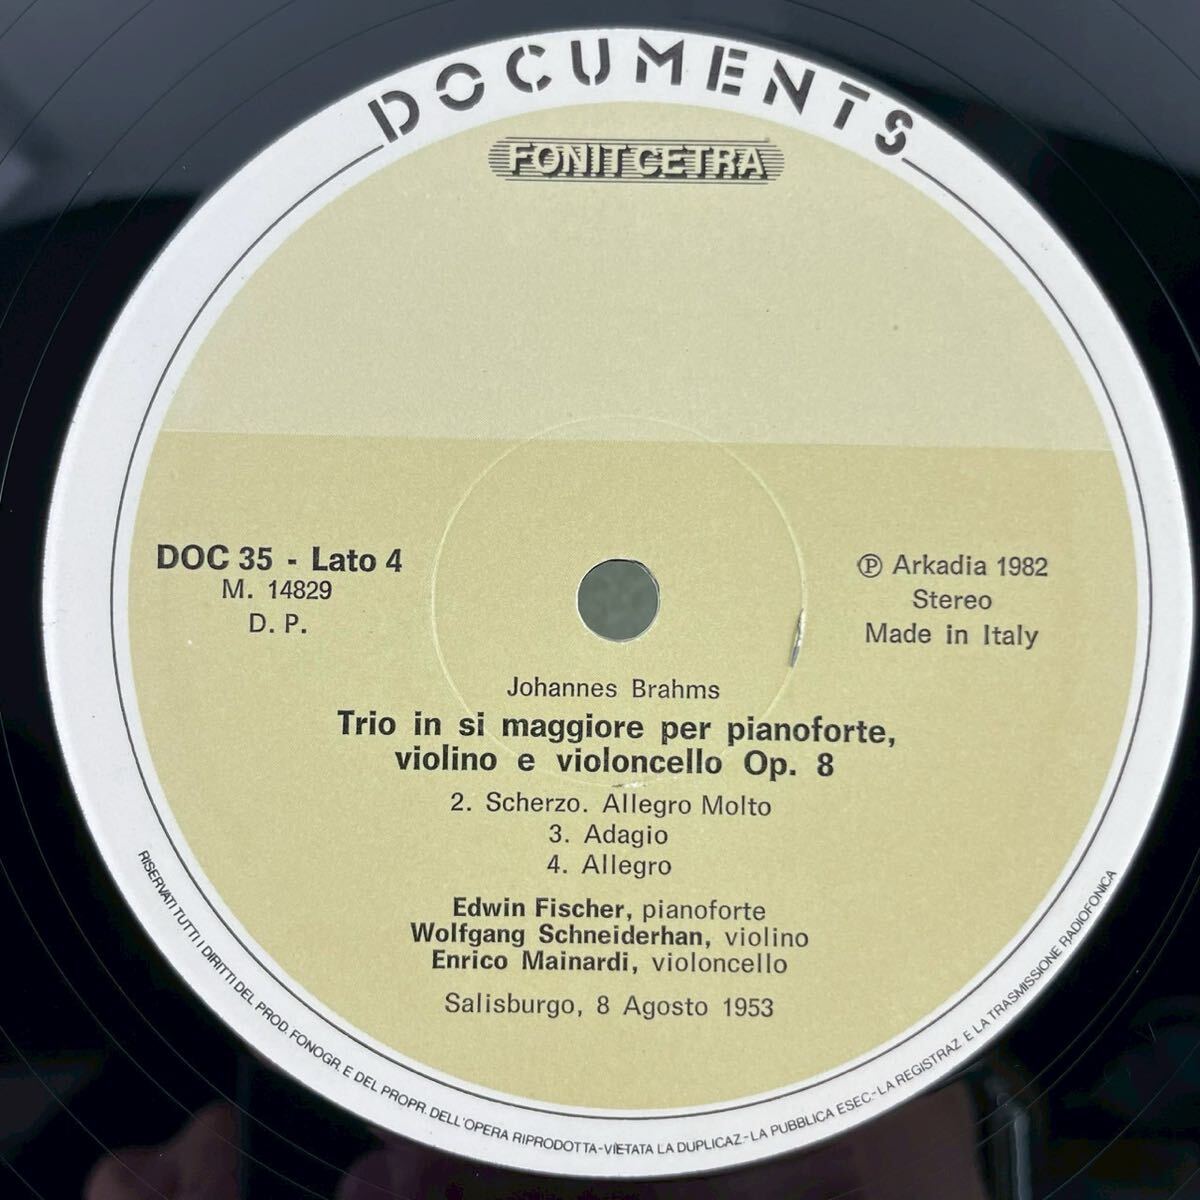 DOCUMENTS
FONIT CETRA
DOC 35 - Lato 4
M. 14829
D. P.
Ⓟ Arkadia 1982
Stereo
Made in Italy
Johannes Brahms
Trio in si maggiore per pianoforte,
violino e violoncello Op. 8
2. Scherzo. Allegro Molto
3. Adagio
4. Allegro
Edwin Fischer, pianoforte
Wolfgang Schneiderhan, violino
Enrico Mainardi, violoncello
Salisburgo, 8 Agosto 1953
RISERVATI TUTTI I DIRITTI DEL PROD. FONOGR. E DEL PROPR. DELL'OPERA RIPRODOTTA-VIETATA LA DUPLICAZ-LA PUBBLICA ESEC.-LA REGISTRAZ E LA TRASMISSIONE RADIOFONICA